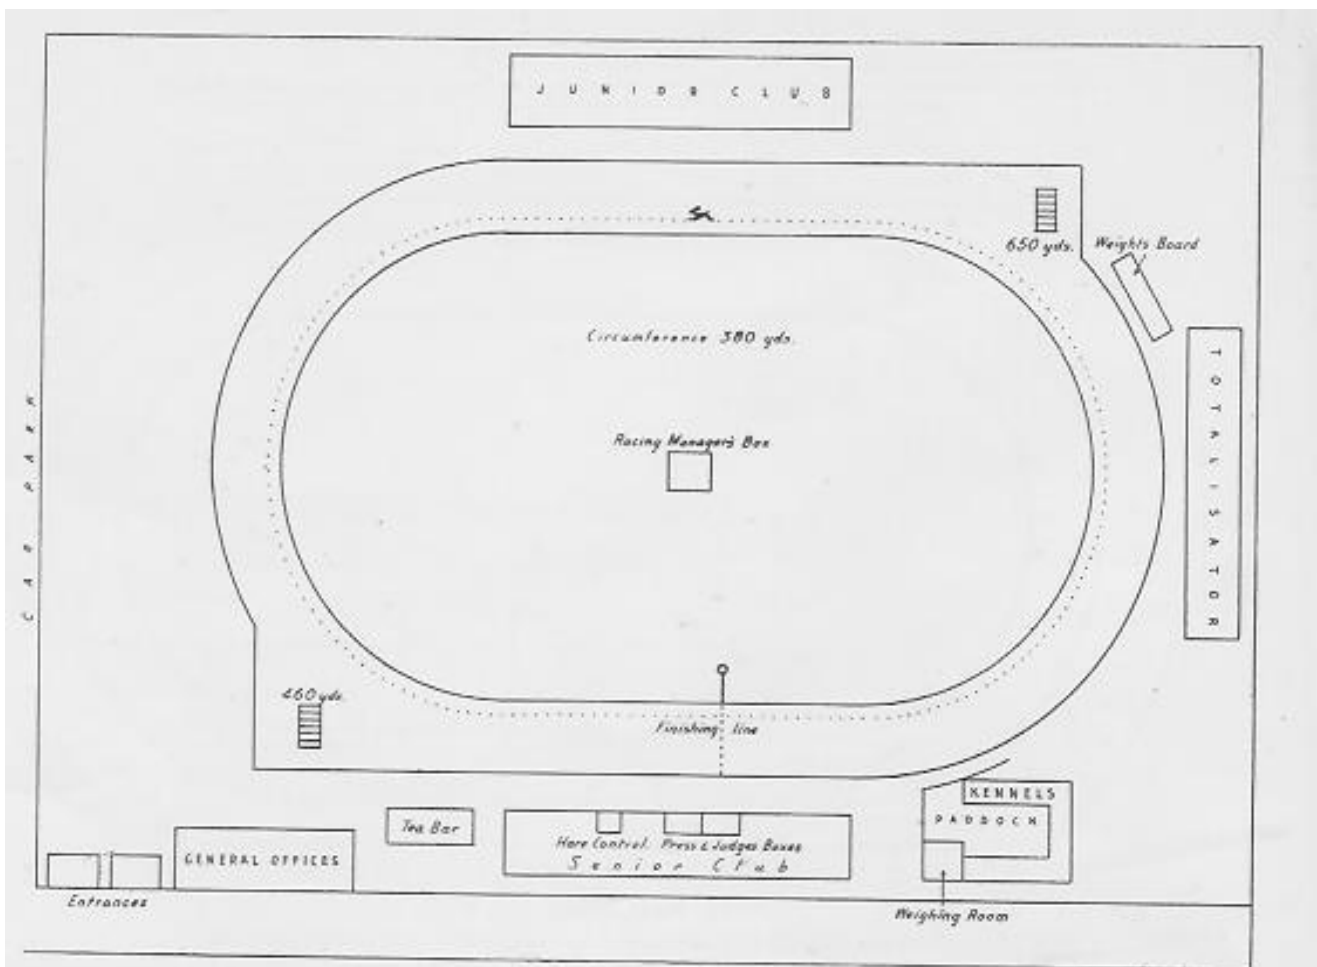 JUNIOR CLUB
650 yds.
Weights Board
Circumference 380 yds.
CAR PARK
TOTALISATOR
Racing Manager's Box
460 yds.
Finishing line
KENNELS
PADDOCK
Tea Bar
Hare Control. Press & Judges Boxes
Senior Club
GENERAL OFFICES
Entrances
Weighing Room